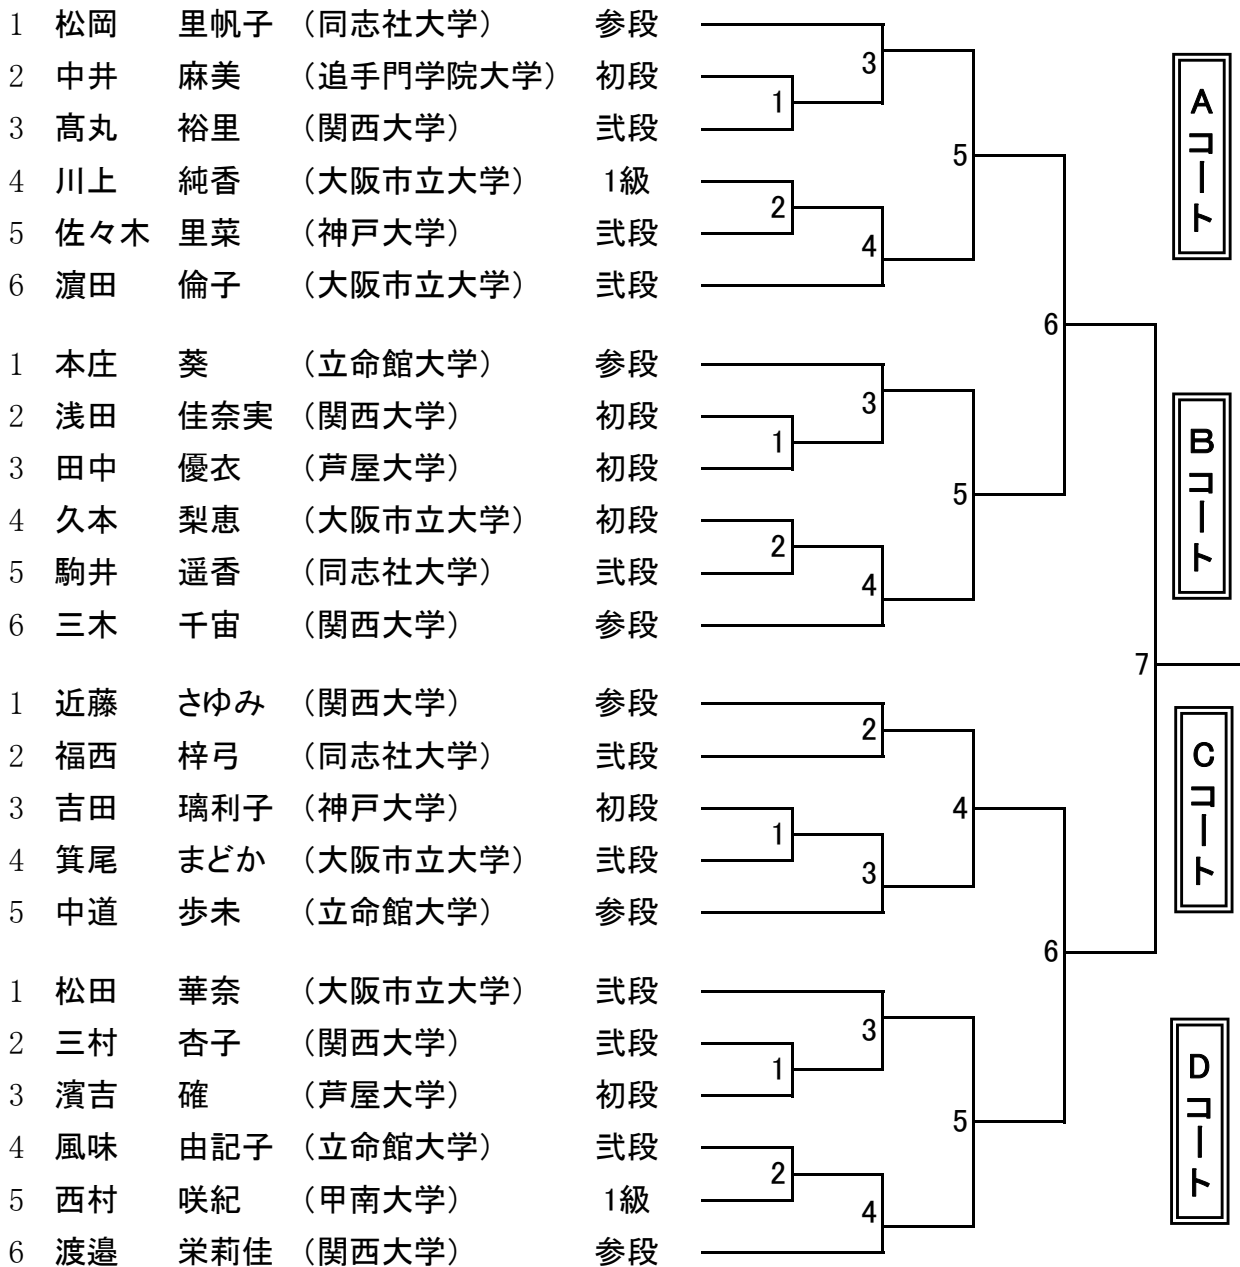 1 松岡 里帆子 （同志社大学） 参段
2 中井 麻美 （追手門学院大学） 初段
3 髙丸 裕里 （関西大学） 弐段
4 川上 純香 （大阪市立大学） 1級
5 佐々木 里菜 （神戸大学） 弐段
6 濵田 倫子 （大阪市立大学） 弐段
3
1
2
4
5
Aコート
6
1 本庄 葵 （立命館大学） 参段
2 浅田 佳奈実 （関西大学） 初段
3 田中 優衣 （芦屋大学） 初段
4 久本 梨恵 （大阪市立大学） 初段
5 駒井 遥香 （同志社大学） 弐段
6 三木 千宙 （関西大学） 参段
3
1
2
4
5
Bコート
7
1 近藤 さゆみ （関西大学） 参段
2 福西 梓弓 （同志社大学） 弐段
3 吉田 璃利子 （神戸大学） 初段
4 箕尾 まどか （大阪市立大学） 弐段
5 中道 歩未 （立命館大学） 参段
2
1
3
4
Cコート
6
1 松田 華奈 （大阪市立大学） 弐段
2 三村 杏子 （関西大学） 弐段
3 濱吉 確 （芦屋大学） 初段
4 風味 由記子 （立命館大学） 弐段
5 西村 咲紀 （甲南大学） 1級
6 渡邉 栄莉佳 （関西大学） 参段
3
1
2
4
5
Dコート